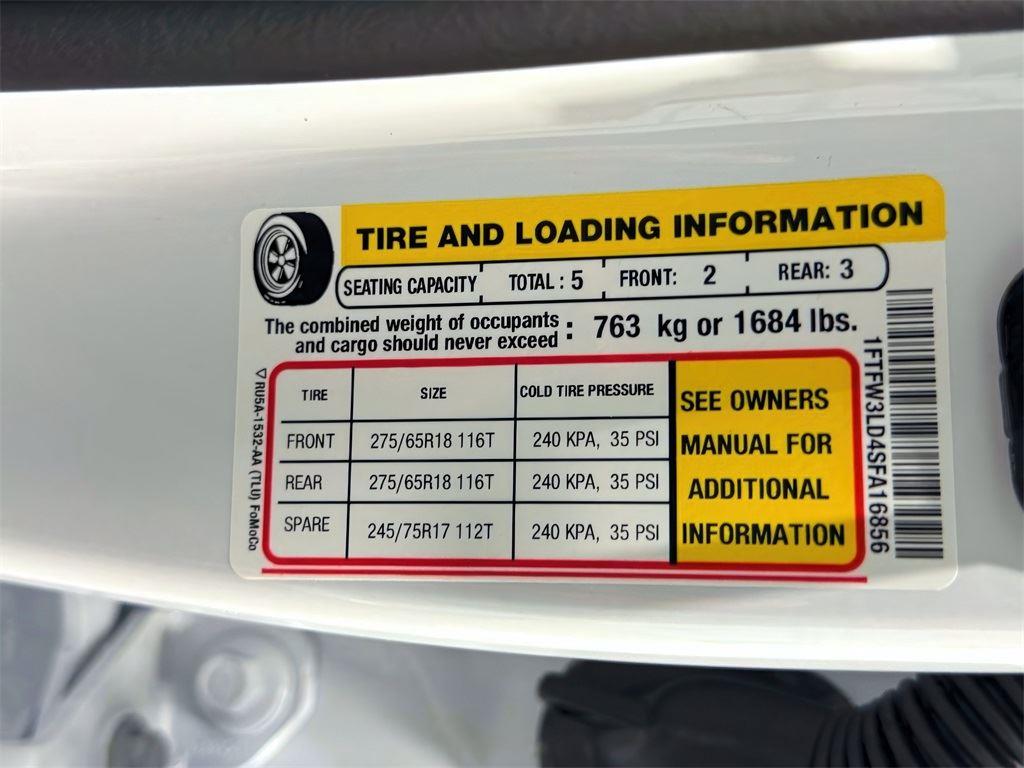 TIRE AND LOADING INFORMATION
SEATING CAPACITY TOTAL: 5 FRONT: 2 REAR: 3
The combined weight of occupants
and cargo should never exceed : 763 kg or 1684 lbs.
TIRE SIZE COLD TIRE PRESSURE
FRONT 275/65R18 116T 240 KPA, 35 PSI
REAR 275/65R18 116T 240 KPA, 35 PSI
SPARE 245/75R17 112T 240 KPA, 35 PSI
SEE OWNERS
MANUAL FOR
ADDITIONAL
INFORMATION
▽RU5A-1532-AA (TLU) FoMoCo
1FTFW3LD4SFA16856